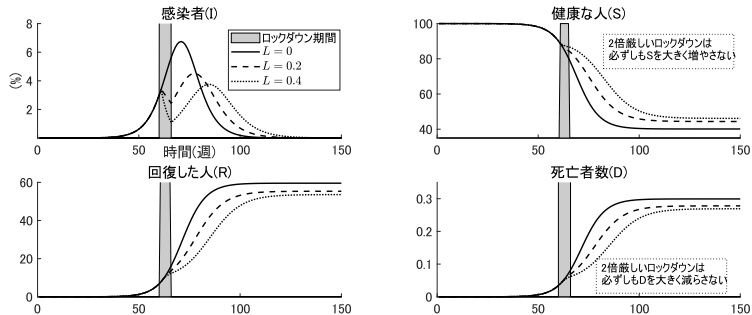 感染者(I)
8
6
4
2
(%)
ロックダウン期間
L = 0
L = 0.2
L = 0.4
0 50 100 150
時間(週)
健康な人(S)
100
80
60
40
2倍厳しいロックダウンは
必ずしもSを大きく増やさない
0 50 100 150
回復した人(R)
60
40
20
0
0 50 100 150
死亡者数(D)
0.3
0.2
0.1
0
2倍厳しいロックダウンは
必ずしもDを大きく減らさない
0 50 100 150